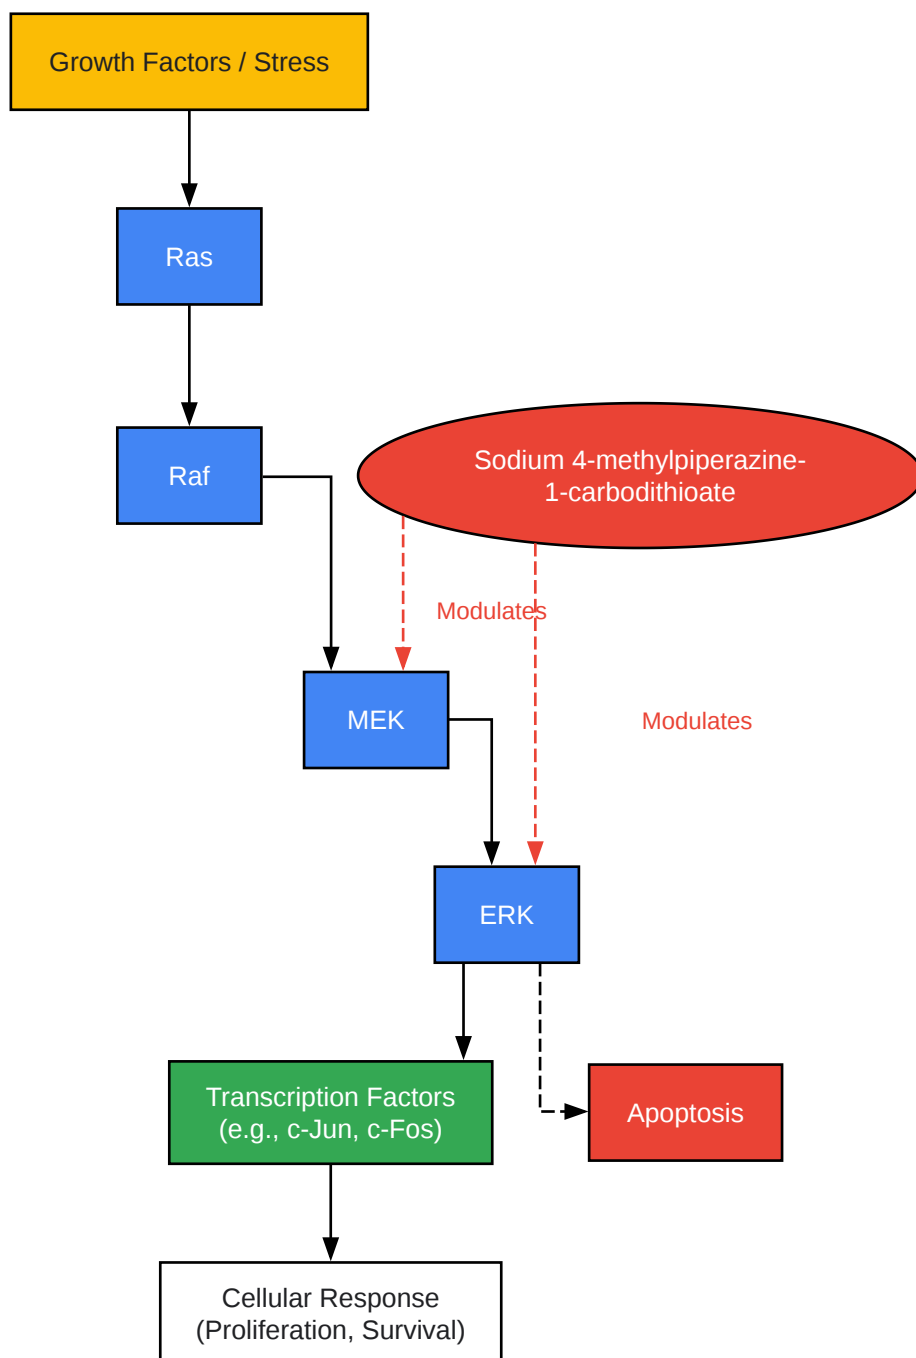 Growth Factors / Stress
Ras
Raf
Sodium 4-methylpiperazine-
1-carbodithioate
Modulates
MEK
Modulates
ERK
Transcription Factors
(e.g., c-Jun, c-Fos)
Apoptosis
Cellular Response
(Proliferation, Survival)